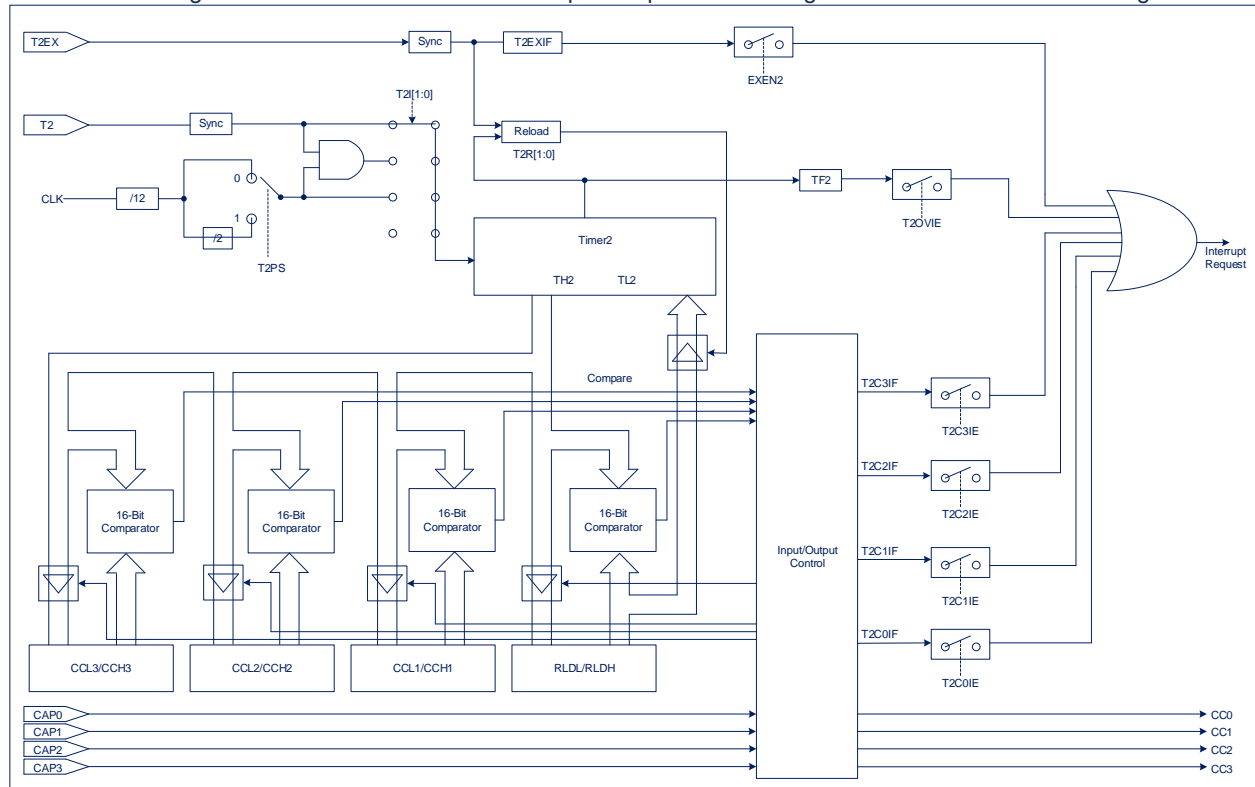 T2EX
Sync
T2EXIF
EXEN2
T2I[1:0]
T2
Sync
Reload
T2R[1:0]
CLK
/12
0
1
/2
T2PS
TF2
T2OVIE
Timer2
TH2 TL2
Interrupt
Request
Compare
T2C3IF
T2C3IE
16-Bit
Comparator
16-Bit
Comparator
16-Bit
Comparator
16-Bit
Comparator
Input/Output
Control
T2C2IF
T2C2IE
T2C1IF
T2C1IE
T2C0IF
T2C0IE
CCL3/CCH3
CCL2/CCH2
CCL1/CCH1
RLDL/RLDH
CAP0
CAP1
CAP2
CAP3
CC0
CC1
CC2
CC3